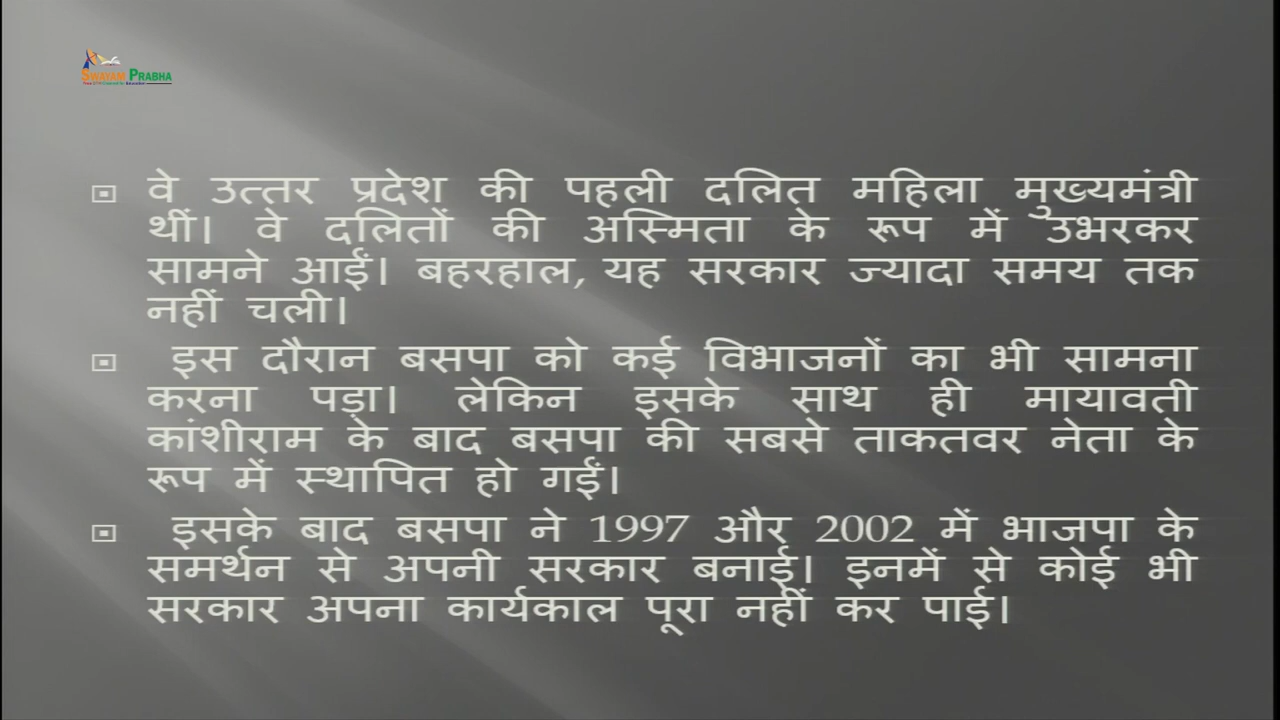 SWAYAM PRABHA
वे उत्तर प्रदेश की पहली दलित महिला मुख्यमंत्री
थीं। वे दलितों की अस्मिता के रूप में उभरकर
सामने आईं। बहरहाल, यह सरकार ज्यादा समय तक
नहीं चली।
इस दौरान बसपा को कई विभाजनों का भी सामना
करना पड़ा। लेकिन इसके साथ ही मायावती
कांशीराम के बाद बसपा की सबसे ताकतवर नेता के
रूप में स्थापित हो गईं।
इसके बाद बसपा ने 1997 और 2002 में भाजपा के
समर्थन से अपनी सरकार बनाई। इनमें से कोई भी
सरकार अपना कार्यकाल पूरा नहीं कर पाई।